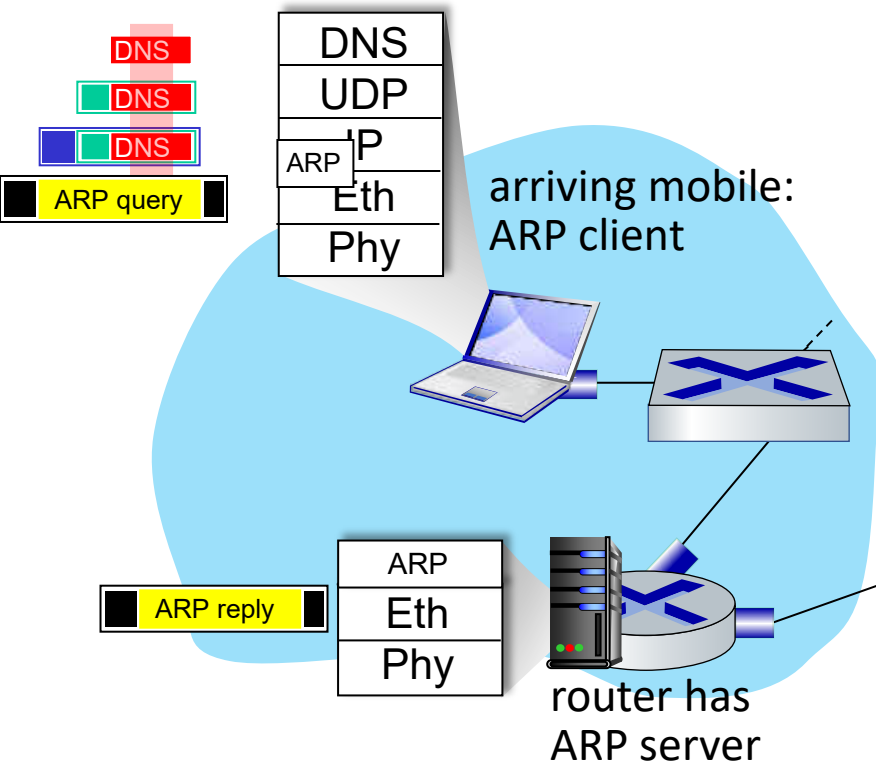 DNS
DNS
DNS
ARP query
DNS
UDP
IP
ARP
Eth
Phy
arriving mobile:
ARP client
ARP reply
ARP
Eth
Phy
router has
ARP server